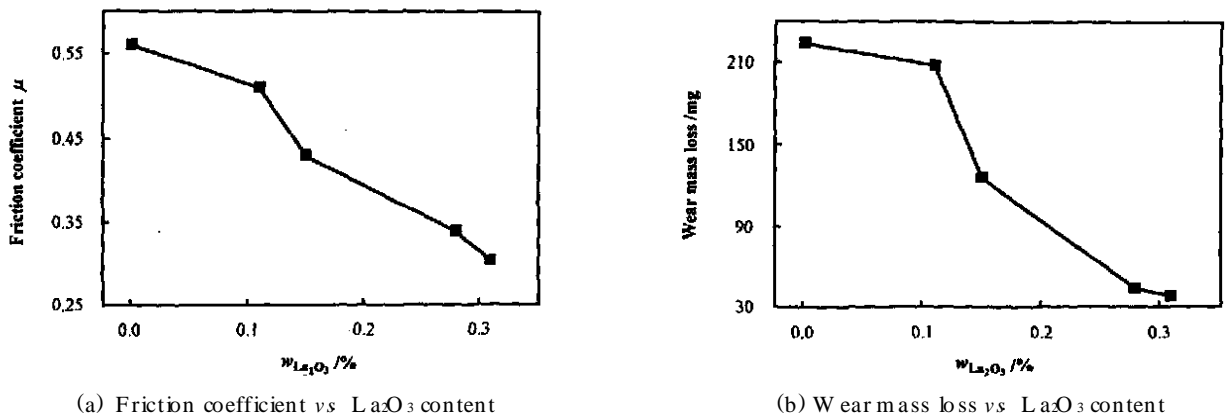 0.55
0.45
0.35
0.25
Friction coefficient μ
0.0 0.1 0.2 0.3
wLa₂O₃ /%
(a) Friction coefficient vs La2O3 content
210
150
90
30
Wear mass loss /mg
0.0 0.1 0.2 0.3
wLa₂O₃ /%
(b) Wear mass loss vs La2O3 content